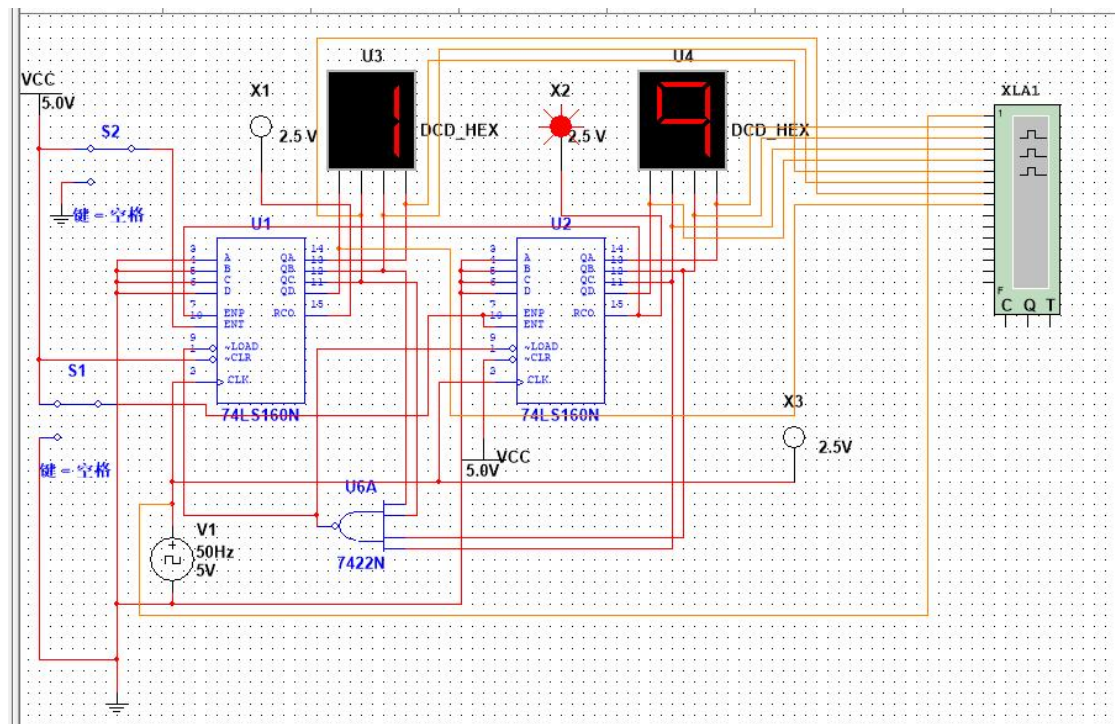 U3
U4
VCC
5.0V
X1
X2
XLA1
S2
2.5 V
DCD_HEX
2.5 V
DCD_HEX
1
9
键 = 空格
U1
U2
3
4
5
6
A
B
C
D
QA
QB
QC
QD
14
13
12
11
7
10
ENP
ENT
RCO
15
9
1
~LOAD
~CLR
2
CLK
74LS160N
3
4
5
6
A
B
C
D
QA
QB
QC
QD
14
13
12
11
7
10
ENP
ENT
RCO
15
9
1
~LOAD
~CLR
2
CLK
74LS160N
1
F
C Q T
S1
键 = 空格
X3
2.5V
VCC
5.0V
U6A
7422N
V1
50Hz
5V